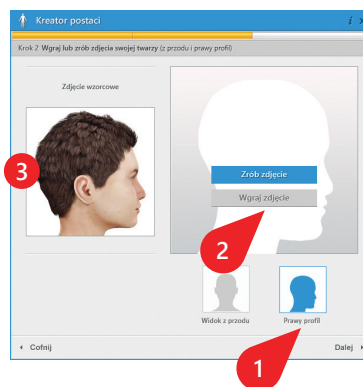 Kreator postaci
i
Krok 2 Wgraj lub zrób zdjęcia swojej twarzy (z przodu i prawy profil)
Zdjęcie wzorcowe
3
Zrób zdjęcie
Wgraj zdjęcie
2
Widok z przodu
Prawy profil
Cofnij
Dalej
1